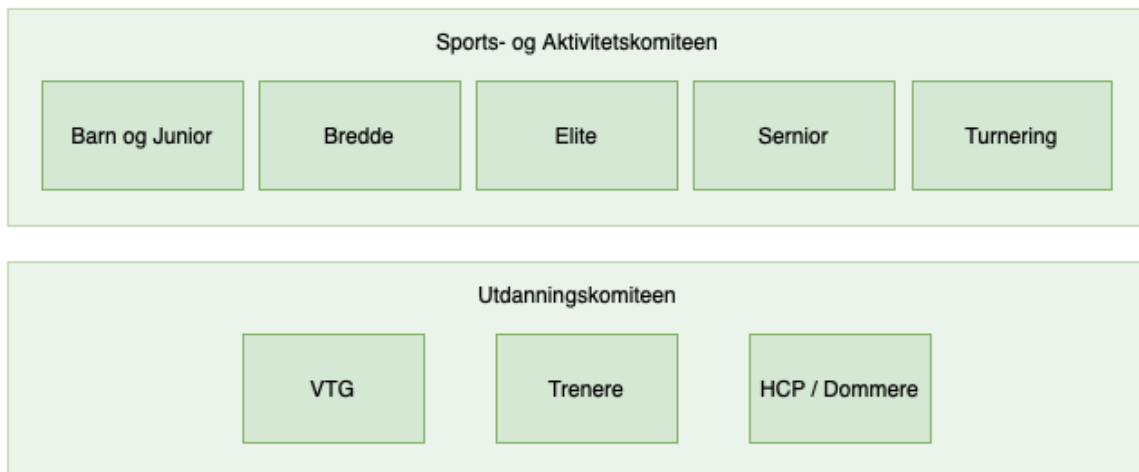 Sports- og Aktivitetskomiteen
Barn og Junior
Bredde
Elite
Sernior
Turnering
Utdanningskomiteen
VTG
Trenere
HCP / Dommere